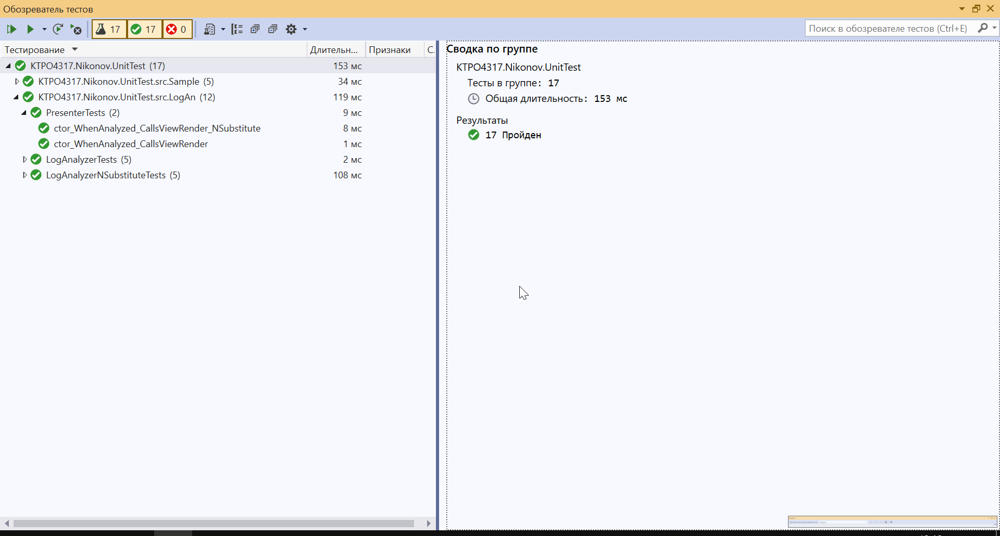 Обозреватель тестов
17 17 0
Поиск в обозревателе тестов (Ctrl+E)
Тестирование Длительн... Признаки С.
KTPO4317.Nikonov.UnitTest (17) 153 мс
KTPO4317.Nikonov.UnitTest.src.Sample (5) 34 мс
KTPO4317.Nikonov.UnitTest.src.LogAn (12) 119 мс
PresenterTests (2) 9 мс
ctor_WhenAnalyzed_CallsViewRender_NSubstitute 8 мс
ctor_WhenAnalyzed_CallsViewRender 1 мс
LogAnalyzerTests (5) 2 мс
LogAnalyzerNSubstituteTests (5) 108 мс
Сводка по группе
KTPO4317.Nikonov.UnitTest
Тесты в группе: 17
Общая длительность: 153 мс
Результаты
17 Пройден